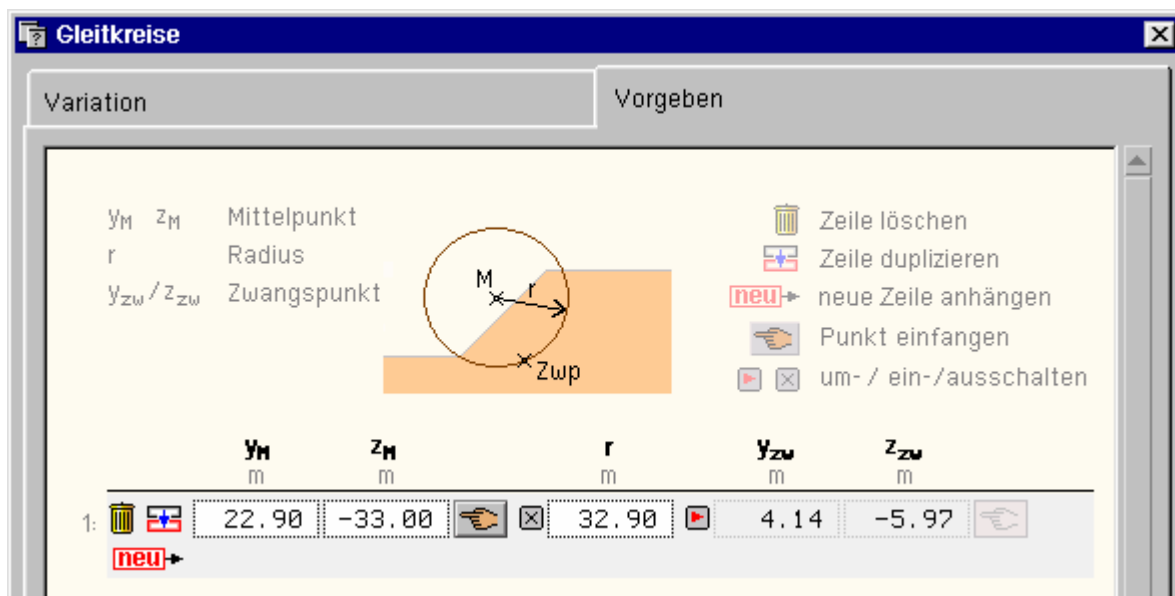 Gleitkreise
Variation
Vorgeben
yM zM Mittelpunkt
r Radius
yzw/zzw Zwangspunkt
M
r
Zwp
Zeile löschen
Zeile duplizieren
neu neue Zeile anhängen
Punkt einfangen
um- / ein-/ausschalten
yM zM r yzw zzw
m m m m m
1: 22.90 -33.00 32.90 4.14 -5.97
neu